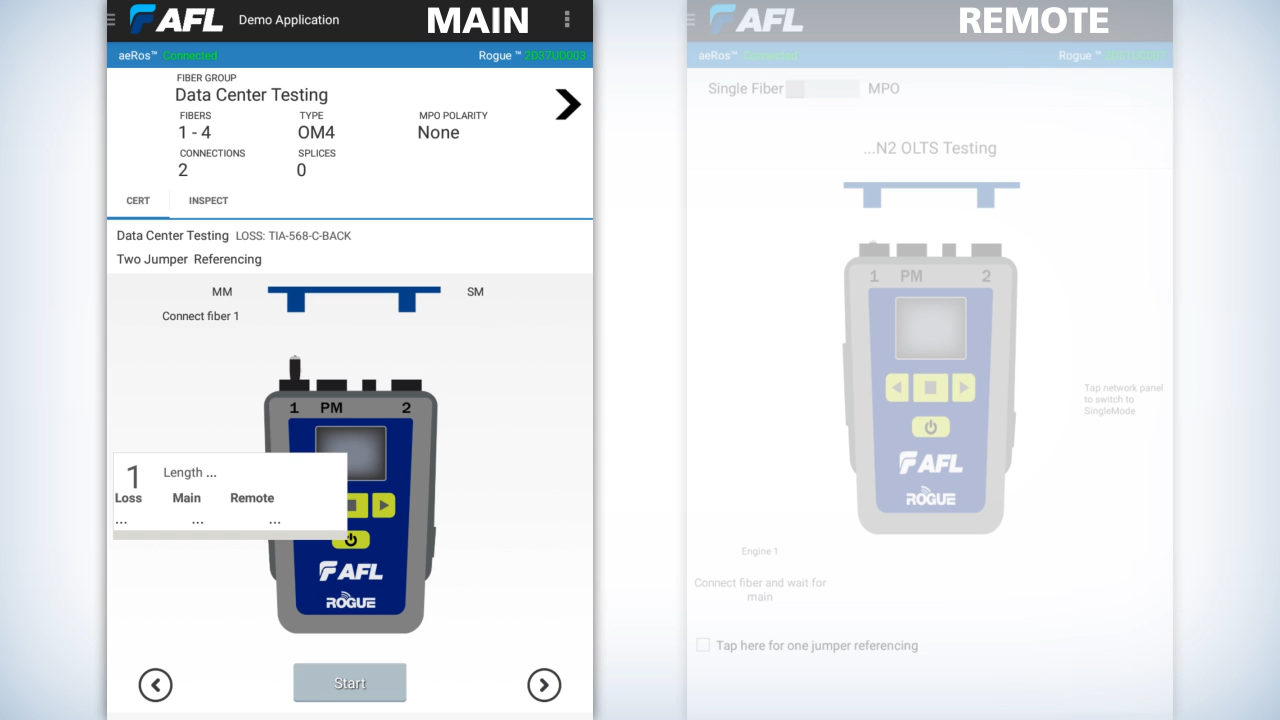 AFL Demo Application MAIN
aeRos™ Connected Rogue ™ 2D37UD003
FIBER GROUP
Data Center Testing
FIBERS TYPE MPO POLARITY
1 - 4 OM4 None
CONNECTIONS SPLICES
2 0
CERT INSPECT
Data Center Testing LOSS: TIA-568-C-BACK
Two Jumper Referencing
MM SM
Connect fiber 1
1 PM 2
1 Length ...
Loss Main Remote
... ... ...
AFL
ROGUE
Start
AFL REMOTE
aeRos™ Connected Rogue ™
Single Fiber MPO
...N2 OLTS Testing
1 PM 2
Tap network panel
to switch to
SingleMode
AFL
ROGUE
Engine 1
Connect fiber and wait for
main
Tap here for one jumper referencing